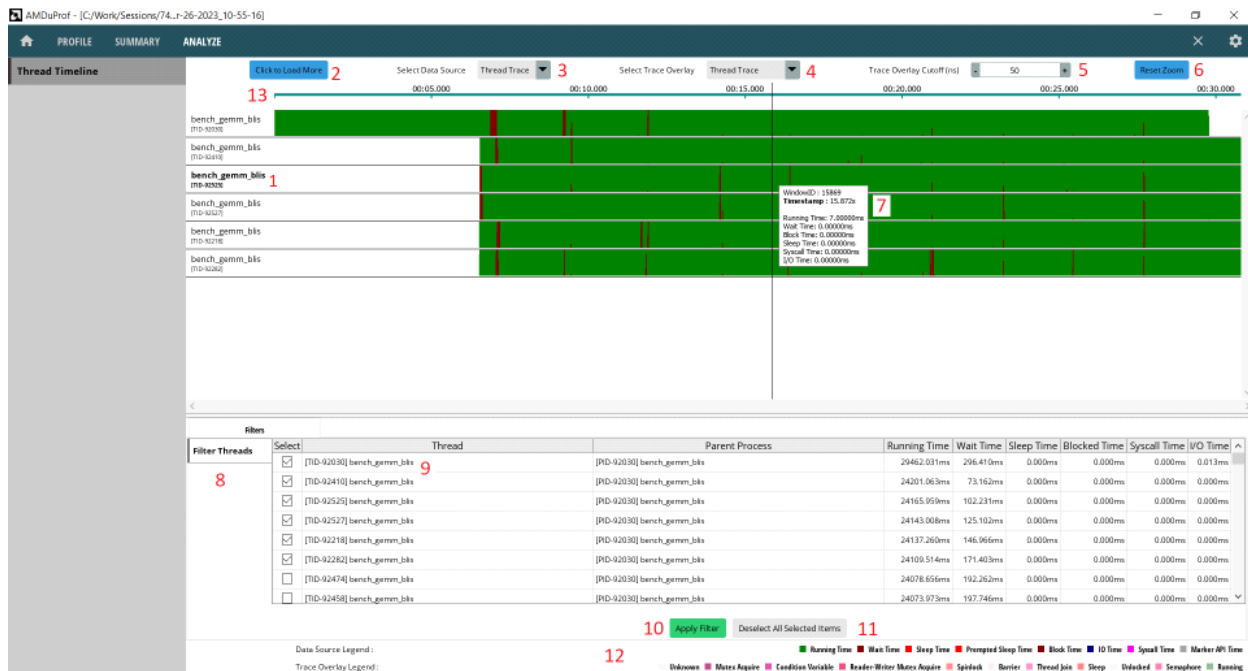 AMDuProf - [C:/Work/Sessions/74...r-26-2023_10-55-16]
PROFILE SUMMARY ANALYZE
Thread Timeline
Click to Load More 2 Select Data Source Thread Trace 3 Select Trace Overlay Thread Trace 4 Trace Overlay Cutoff (ns) - 50 + 5 Reset Zoom 6
13 00:05.000 00:10.000 00:15.000 00:20.000 00:25.000 00:30.000
bench_gemm_blis
[TID-92030]
bench_gemm_blis
[TID-92410]
bench_gemm_blis 1
[TID-92525]
bench_gemm_blis
[TID-92527]
bench_gemm_blis
[TID-92218]
bench_gemm_blis
[TID-92282]
WindowID : 15869
Timestamp : 15.872s
7
Running Time: 7.00000ms
Wait Time: 0.00000ms
Block Time: 0.00000ms
Sleep Time: 0.00000ms
Syscall Time: 0.00000ms
I/O Time: 0.00000ms
Filters
Filter Threads
8
Select Thread Parent Process Running Time Wait Time Sleep Time Blocked Time Syscall Time I/O Time
[TID-92030] bench_gemm_blis 9 [PID-92030] bench_gemm_blis 29462.031ms 296.410ms 0.000ms 0.000ms 0.000ms 0.013ms
[TID-92410] bench_gemm_blis [PID-92030] bench_gemm_blis 24201.063ms 73.162ms 0.000ms 0.000ms 0.000ms 0.000ms
[TID-92525] bench_gemm_blis [PID-92030] bench_gemm_blis 24165.959ms 102.231ms 0.000ms 0.000ms 0.000ms 0.000ms
[TID-92527] bench_gemm_blis [PID-92030] bench_gemm_blis 24143.008ms 125.102ms 0.000ms 0.000ms 0.000ms 0.000ms
[TID-92218] bench_gemm_blis [PID-92030] bench_gemm_blis 24137.260ms 146.966ms 0.000ms 0.000ms 0.000ms 0.000ms
[TID-92282] bench_gemm_blis [PID-92030] bench_gemm_blis 24109.514ms 171.403ms 0.000ms 0.000ms 0.000ms 0.000ms
[TID-92474] bench_gemm_blis [PID-92030] bench_gemm_blis 24078.656ms 192.262ms 0.000ms 0.000ms 0.000ms 0.000ms
[TID-92458] bench_gemm_blis [PID-92030] bench_gemm_blis 24073.973ms 197.746ms 0.000ms 0.000ms 0.000ms 0.000ms
10 Apply Filter Deselect All Selected Items 11
Data Source Legend : 12 Running Time Wait Time Sleep Time Prempted Sleep Time Block Time IO Time Syscall Time Marker API Time
Trace Overlay Legend : Unknown Mutex Acquire Condition Variable Reader-Writer Mutex Acquire Spinlock Barrier Thread Join Sleep Unlocked Semaphore Running